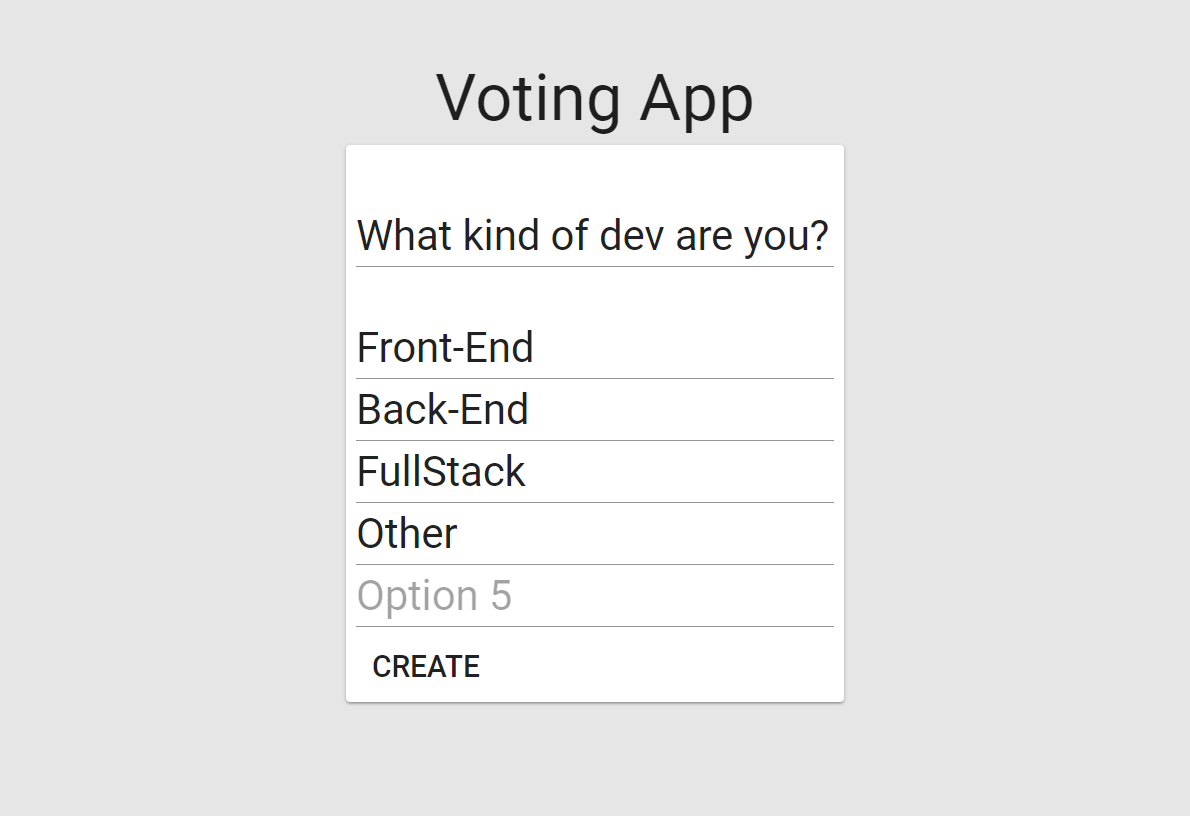 Voting App
What kind of dev are you?
Front-End
Back-End
FullStack
Other
Option 5
CREATE